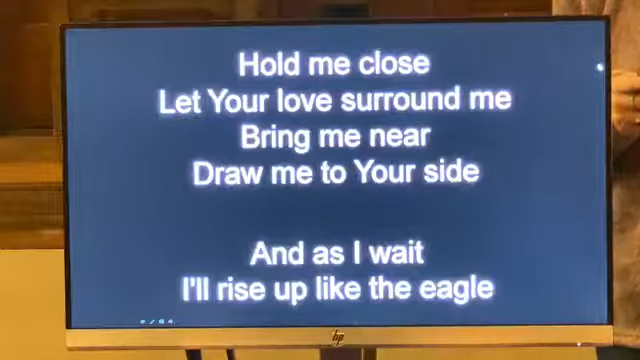 Hold me close
Let Your love surround me
Bring me near
Draw me to Your side
And as I wait
I'll rise up like the eagle
hp